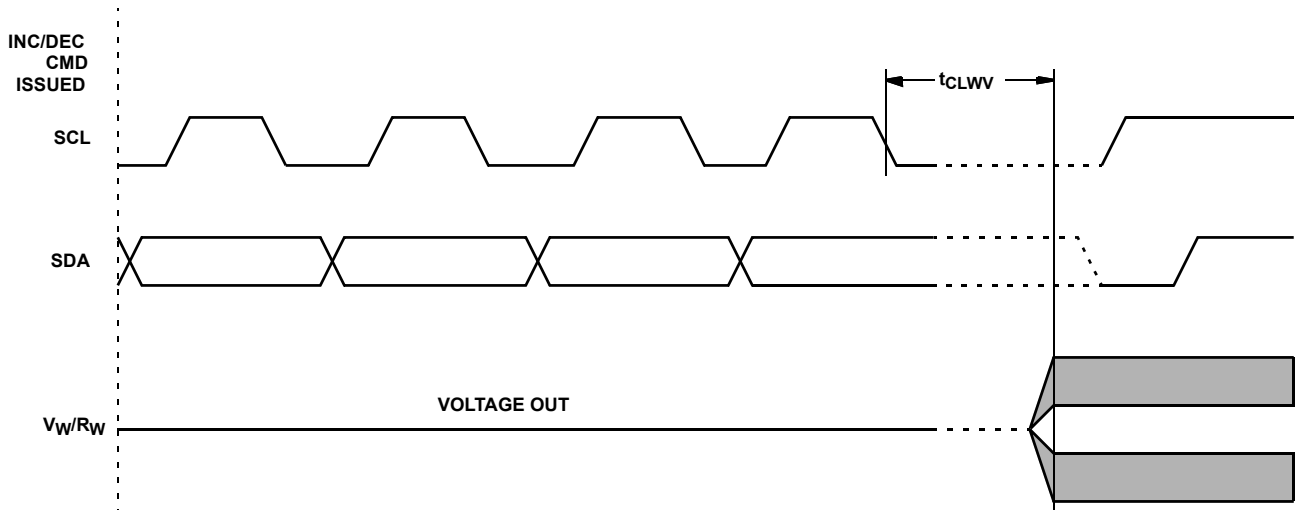 INC/DEC
CMD
ISSUED
tCLWV
SCL
SDA
VOLTAGE OUT
VW/RW